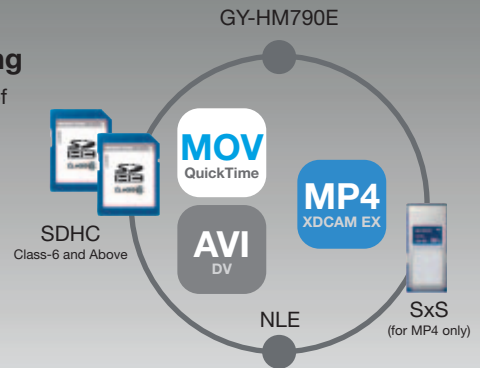 GY-HM790E
ng
f
MOV
QuickTime
MP4
XDCAM EX
AVI
DV
SDHC
Class-6 and Above
SxS
(for MP4 only)
NLE